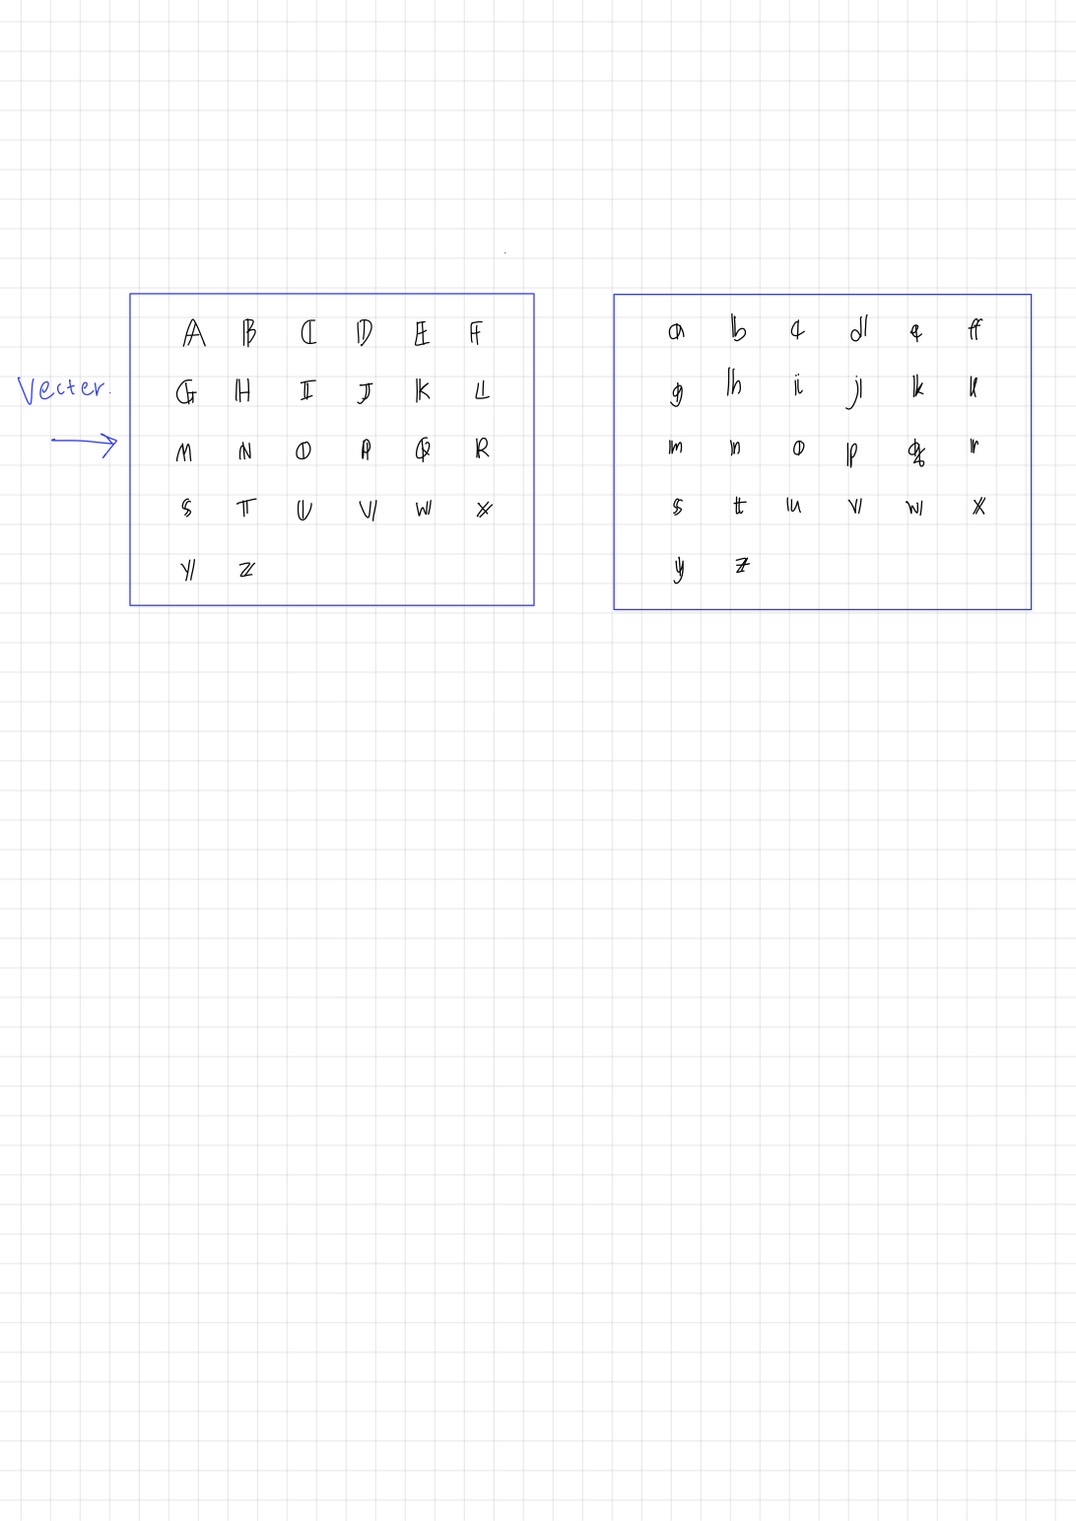 Vecter.
𝔸 𝔹 ℂ 𝔻 𝔼 𝔽
𝔾 ℍ 𝕀 𝕁 𝕂 𝕃
𝕄 ℕ 𝕆 ℙ ℚ ℝ
𝕊 𝕋 𝕌 𝕍 𝕎 𝕏
𝕐 ℤ
𝕒 𝕓 𝕔 𝕕 𝕖 𝕗
𝕘 𝕙 𝕚 𝕛 𝕜 𝕝
𝕞 𝕟 𝕠 𝕡 𝕢 𝕣
𝕤 𝕥 𝕦 𝕧 𝕨 𝕩
𝕪 𝕫